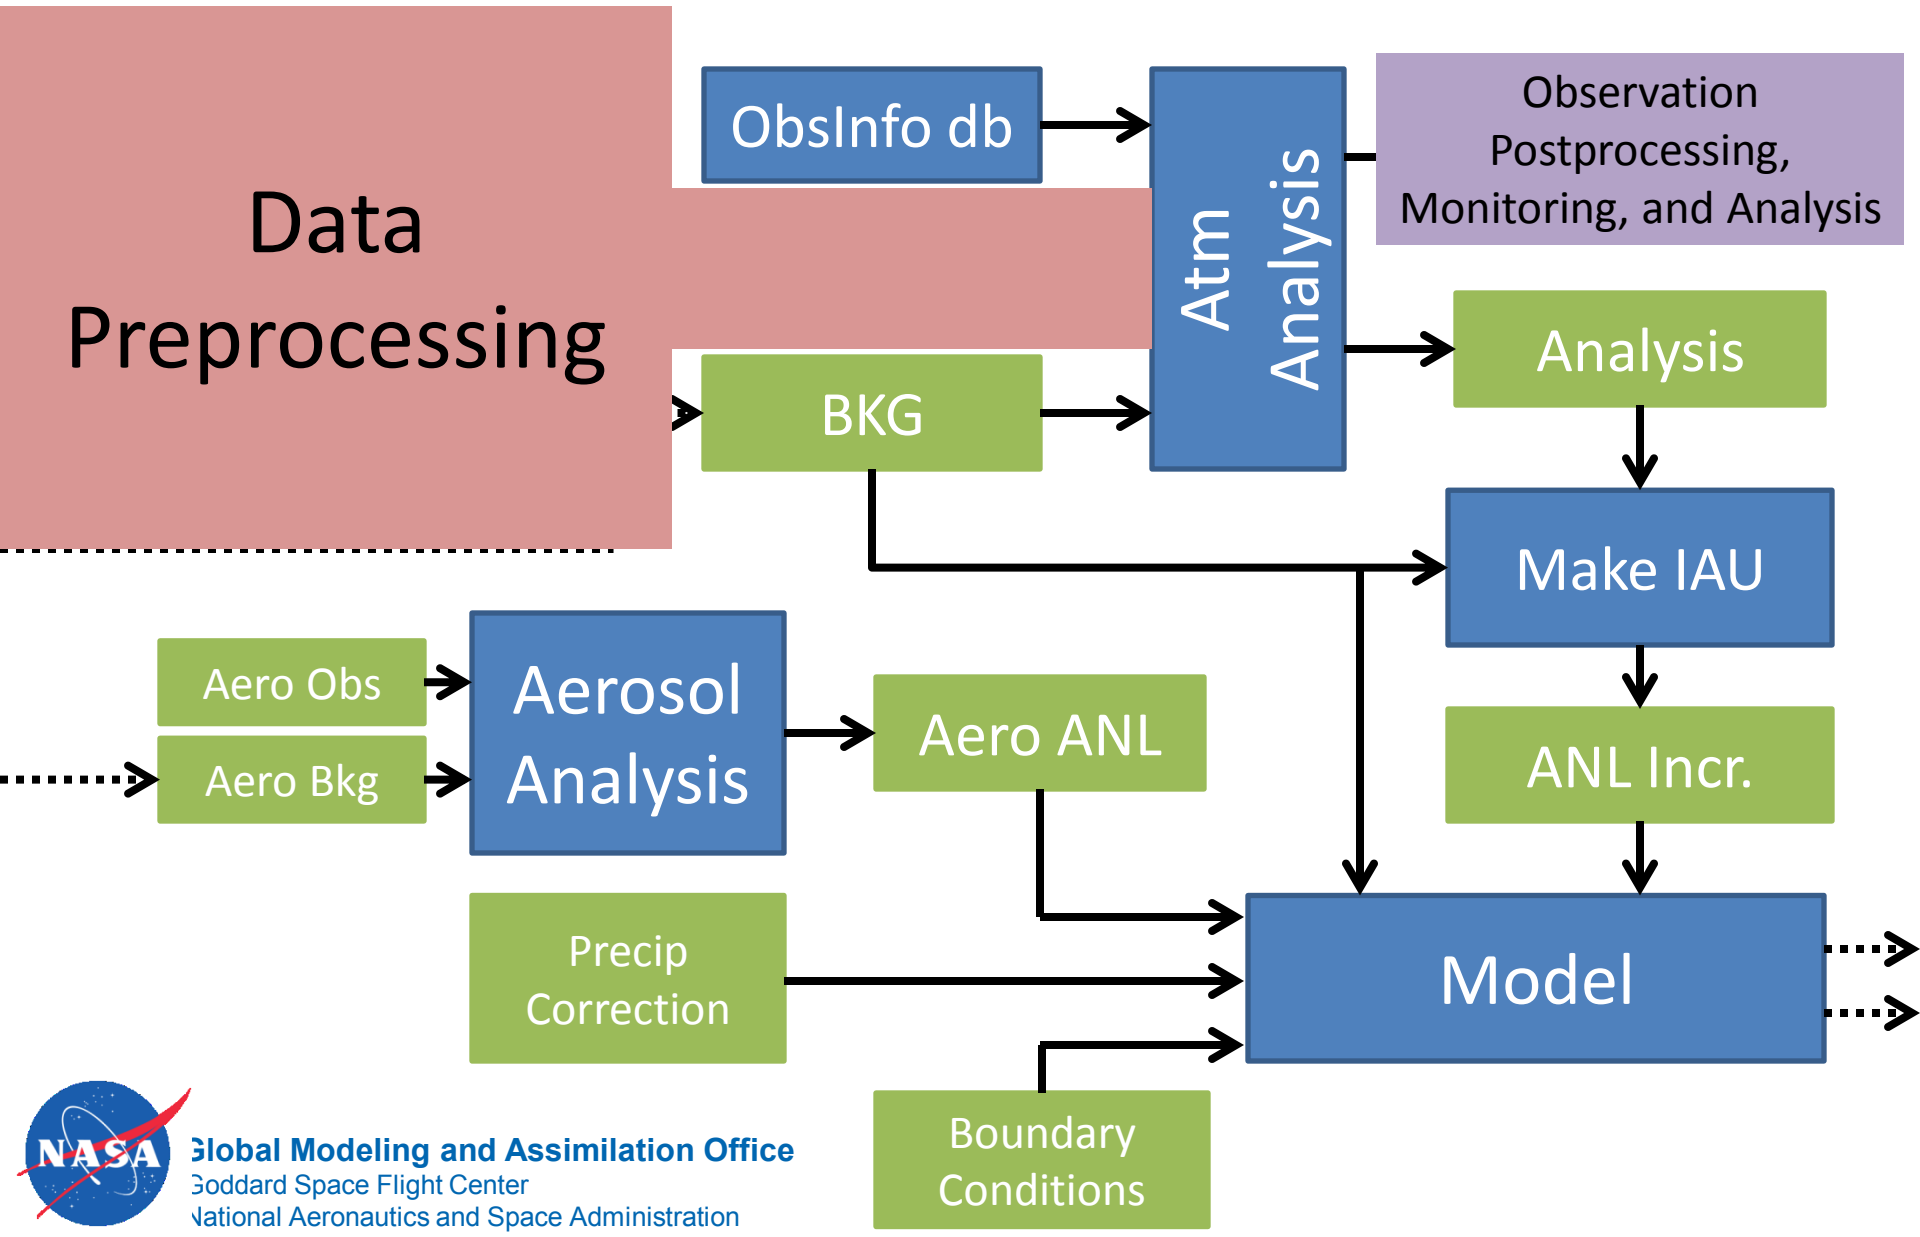 Data
Preprocessing
ObsInfo db
Atm
Analysis
Observation
Postprocessing,
Monitoring, and Analysis
BKG
Analysis
Make IAU
Aero Obs
Aero Bkg
Aerosol
Analysis
Aero ANL
ANL Incr.
Precip
Correction
Model
Boundary
Conditions
NASA
Global Modeling and Assimilation Office
Goddard Space Flight Center
National Aeronautics and Space Administration